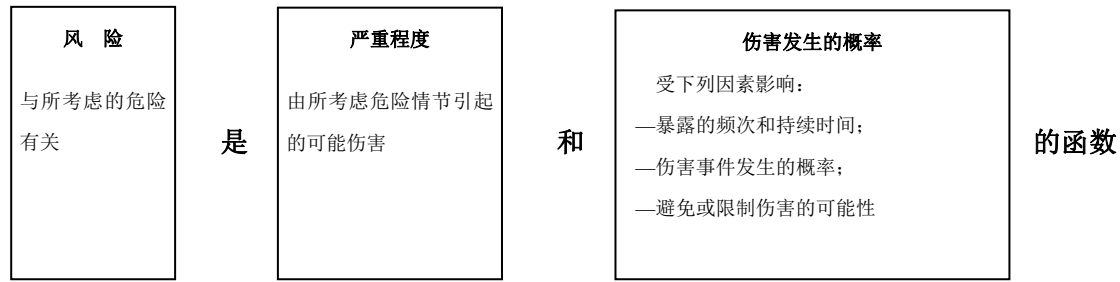 风 险
与所考虑的危险
有关
是
严重程度
由所考虑危险情节引起
的可能伤害
和
伤害发生的概率
受下列因素影响：
—暴露的频次和持续时间；
—伤害事件发生的概率；
—避免或限制伤害的可能性
的函数